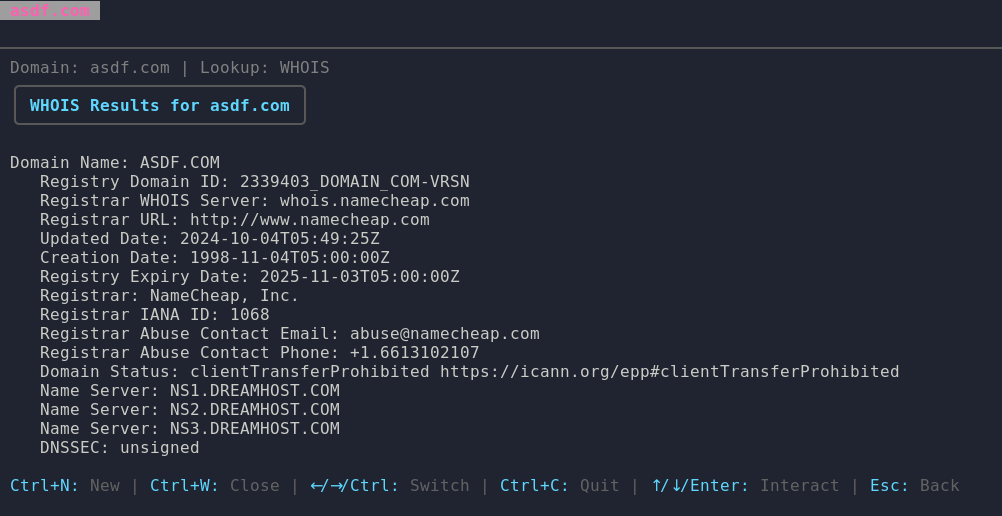 asdf.com
Domain: asdf.com | Lookup: WHOIS
WHOIS Results for asdf.com
Domain Name: ASDF.COM
Registry Domain ID: 2339403_DOMAIN_COM-VRSN
Registrar WHOIS Server: whois.namecheap.com
Registrar URL: http://www.namecheap.com
Updated Date: 2024-10-04T05:49:25Z
Creation Date: 1998-11-04T05:00:00Z
Registry Expiry Date: 2025-11-03T05:00:00Z
Registrar: NameCheap, Inc.
Registrar IANA ID: 1068
Registrar Abuse Contact Email: abuse@namecheap.com
Registrar Abuse Contact Phone: +1.6613102107
Domain Status: clientTransferProhibited https://icann.org/epp#clientTransferProhibited
Name Server: NS1.DREAMHOST.COM
Name Server: NS2.DREAMHOST.COM
Name Server: NS3.DREAMHOST.COM
DNSSEC: unsigned
Ctrl+N: New | Ctrl+W: Close | ←/→/Ctrl: Switch | Ctrl+C: Quit | ↑/↓/Enter: Interact | Esc: Back